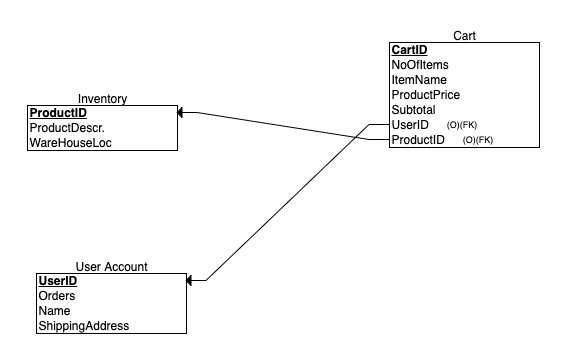 Cart
CartID
NoOfItems
ItemName
ProductPrice
Subtotal
UserID (O)(FK)
ProductID (O)(FK)
Inventory
ProductID
ProductDescr.
WareHouseLoc
User Account
UserID
Orders
Name
ShippingAddress